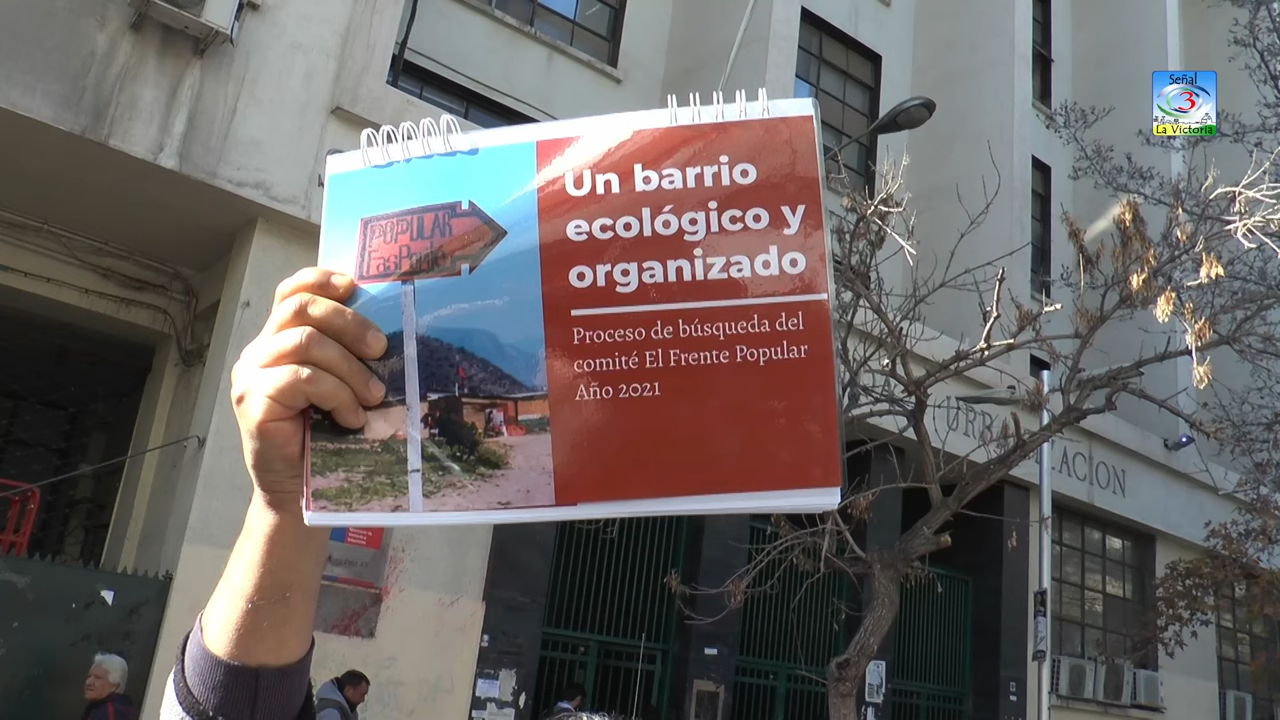 Señal
3
La Victoria
Un barrio
ecológico y
organizado
Proceso de búsqueda del
comité El Frente Popular
Año 2021
POPULAR